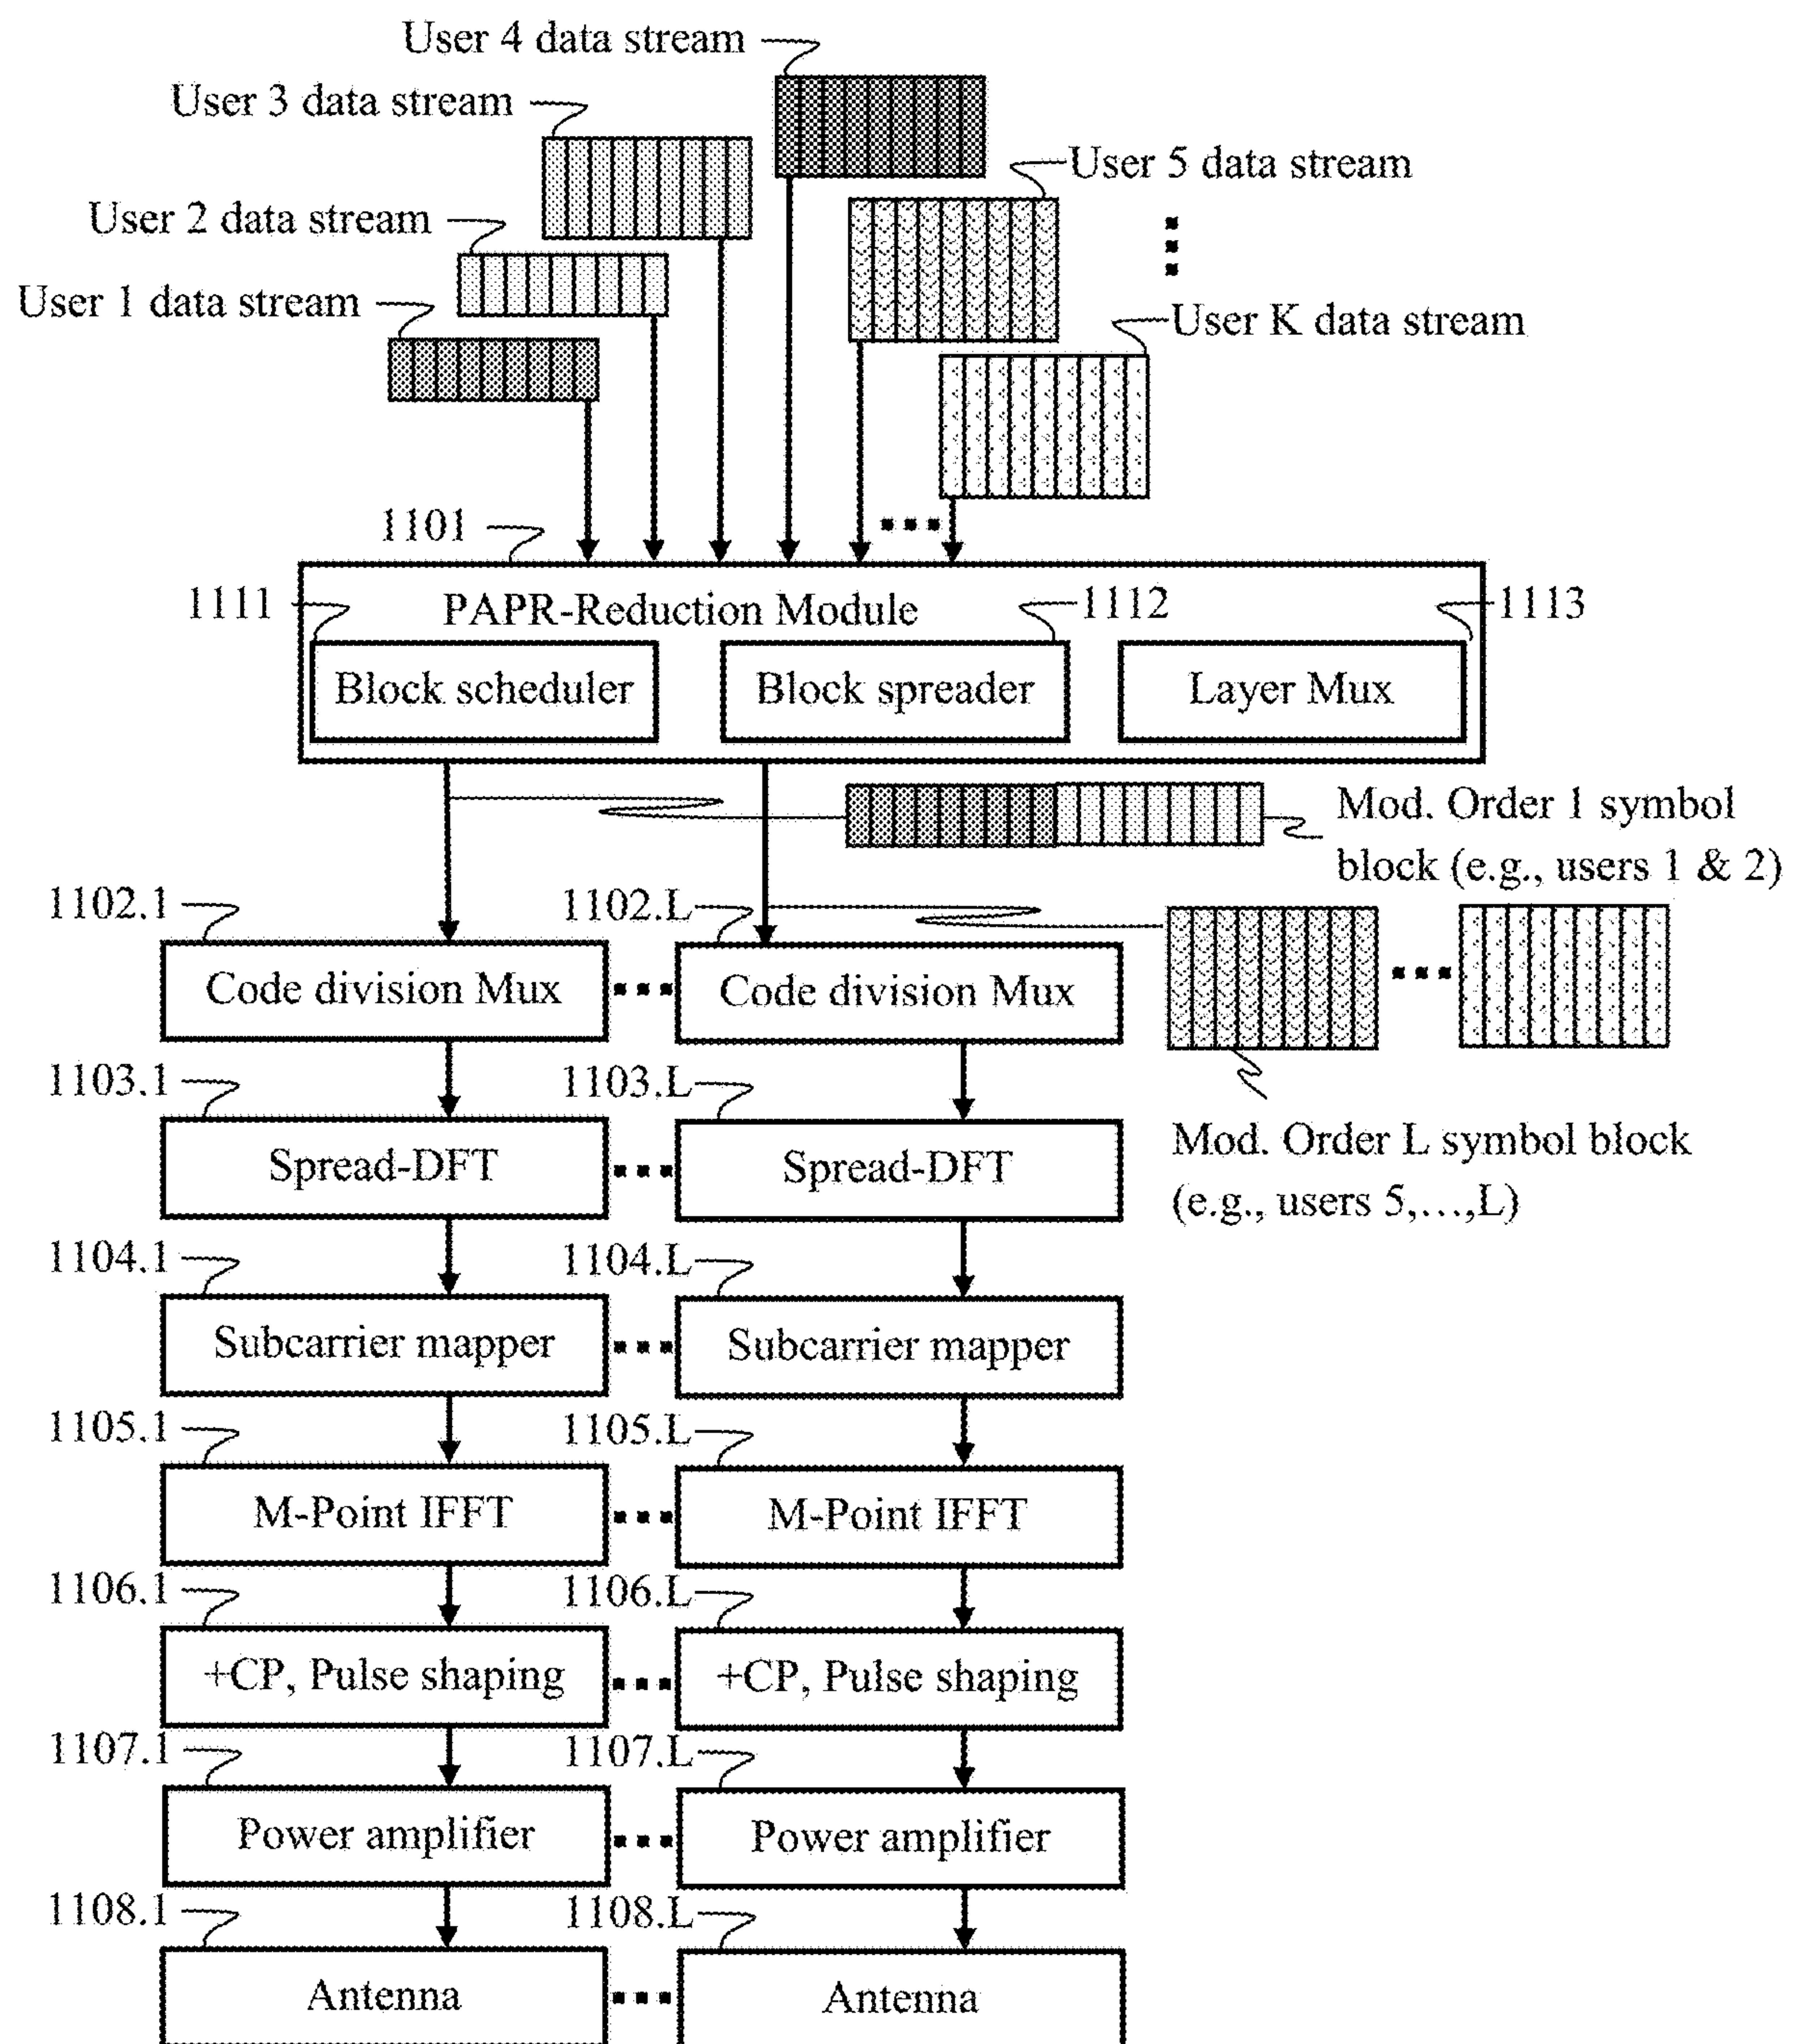 User 4 data stream
User 3 data stream
User 5 data stream
User 2 data stream
User 1 data stream
User K data stream
1101
1111
PAPR-Reduction Module
1112
1113
Block scheduler
Block spreader
Layer Mux
Mod. Order 1 symbol
block (e.g., users 1 & 2)
1102.1
1102.L
Code division Mux
Code division Mux
1103.1
1103.L
Mod. Order L symbol block
(e.g., users 5,...,L)
Spread-DFT
Spread-DFT
1104.1
1104.L
Subcarrier mapper
Subcarrier mapper
1105.1
1105.L
M-Point IFFT
M-Point IFFT
1106.1
1106.L
+CP, Pulse shaping
+CP, Pulse shaping
1107.1
1107.L
Power amplifier
Power amplifier
1108.1
1108.L
Antenna
Antenna